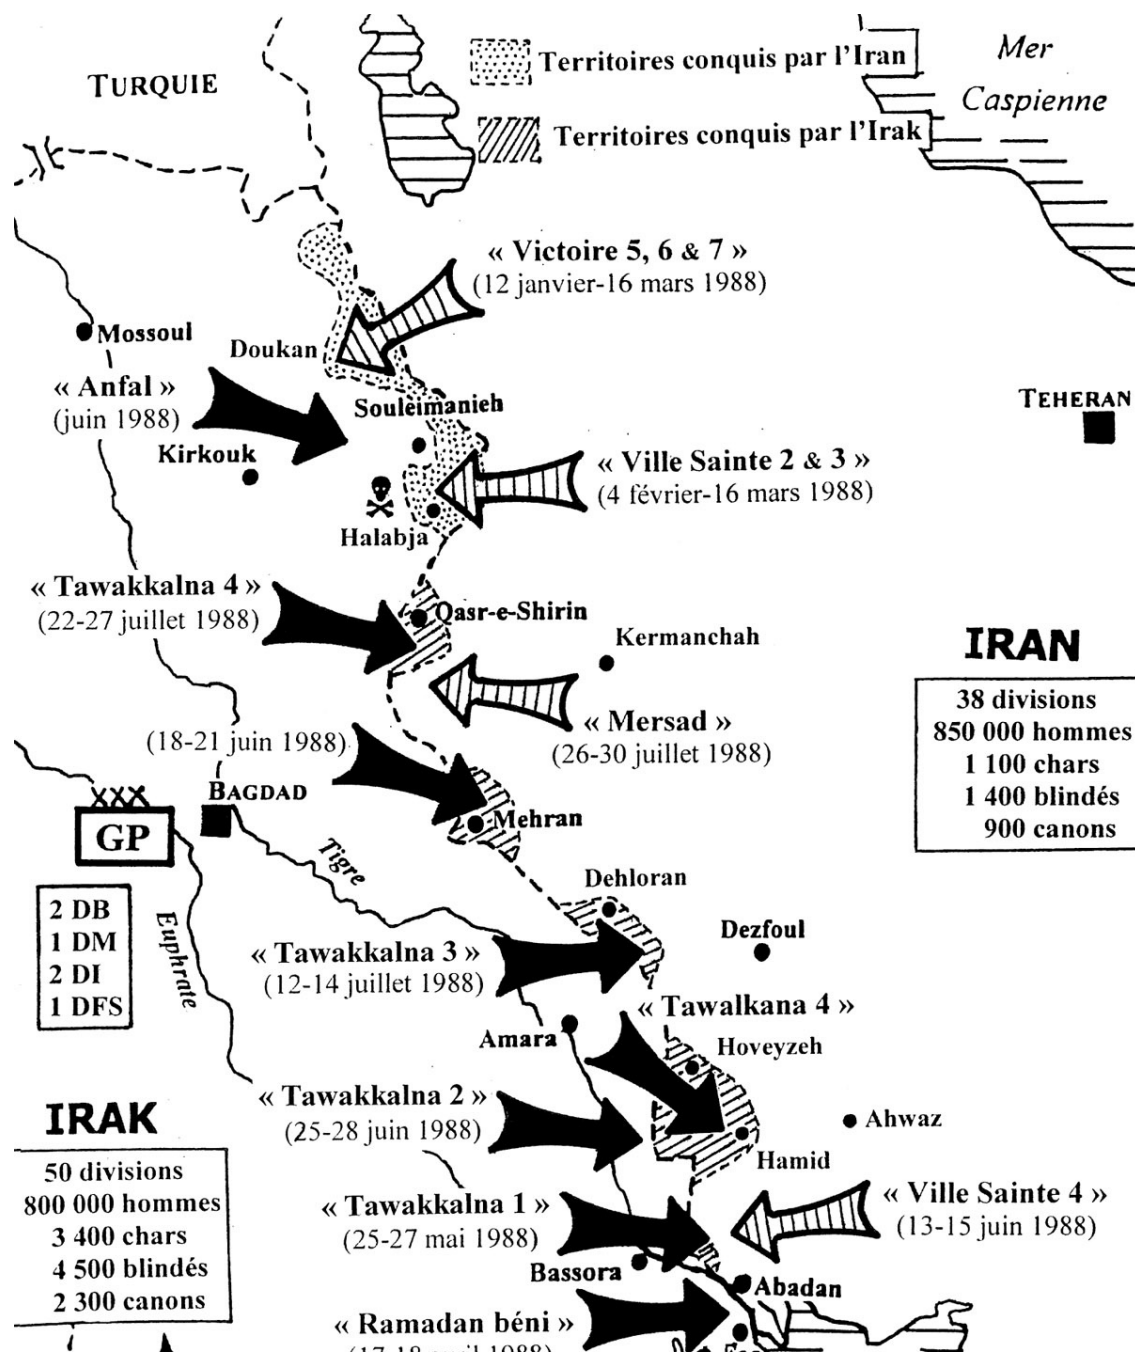 TURQUIE
Territoires conquis par l'Iran
Territoires conquis par l'Irak
Mer
Caspienne
« Victoire 5, 6 & 7 »
(12 janvier-16 mars 1988)
Mossoul
Doukan
« Anfal »
(juin 1988)
Souleimanieh
TEHERAN
Kirkouk
« Ville Sainte 2 & 3 »
(4 février-16 mars 1988)
Halabja
« Tawakkalna 4 »
(22-27 juillet 1988)
Qasr-e-Shirin
Kermanchah
IRAN
38 divisions
850 000 hommes
1 100 chars
1 400 blindés
900 canons
« Mersad »
(26-30 juillet 1988)
(18-21 juin 1988)
BAGDAD
XXX
GP
Mehran
Tigre
Dehloran
2 DB
1 DM
2 DI
1 DFS
Euphrate
Dezfoul
« Tawakkalna 3 »
(12-14 juillet 1988)
« Tawalkana 4 »
Amara
Hoveyzeh
« Tawakkalna 2 »
(25-28 juin 1988)
Ahwaz
Hamid
IRAK
50 divisions
800 000 hommes
3 400 chars
4 500 blindés
2 300 canons
« Tawakkalna 1 »
(25-27 mai 1988)
« Ville Sainte 4 »
(13-15 juin 1988)
Bassora
Abadan
« Ramadan béni »